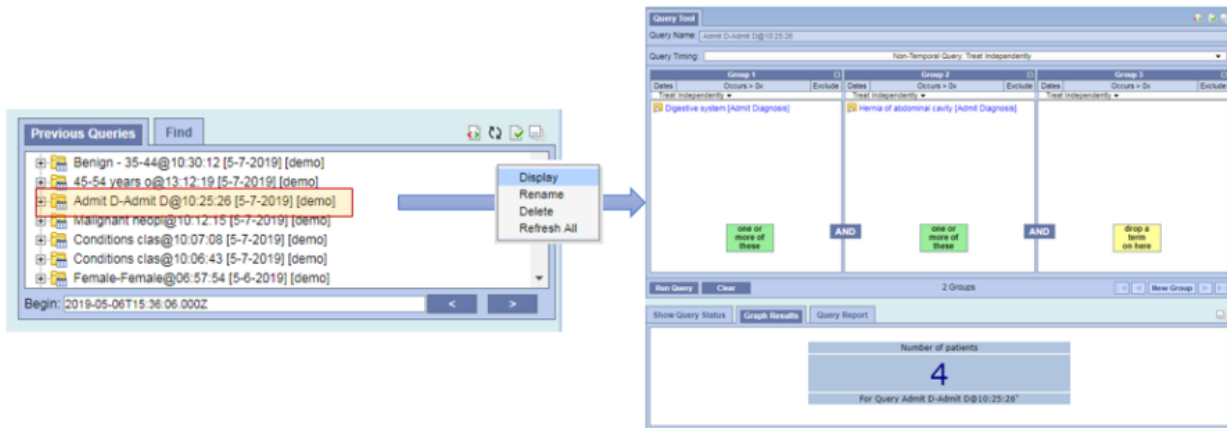 Previous Queries Find
Benign - 35-44@10:30:12 [5-7-2019] [demo]
45-54 years o@13:12:19 [5-7-2019] [demo]
Admit D-Admit D@10:25:26 [5-7-2019] [demo]
Malignant neopl@10:12:15 [5-7-2019] [demo]
Conditions clas@10:07:08 [5-7-2019] [demo]
Conditions clas@10:06:43 [5-7-2019] [demo]
Female-Female@06:57:54 [5-6-2019] [demo]
Begin: 2019-05-06T15:36:06.000Z < >
Display
Rename
Delete
Refresh All
Query Tool
Query Name: Admit D-Admit D@10:25:26
Query Timing: Non-Temporal Query: Treat Independently
Group 1 Group 2 Group 3
Dates Occurs > 0x Exclude Dates Occurs > 0x Exclude Dates Occurs > 0x Exclude
Treat Independently Treat Independently Treat Independently
Digestive system [Admit Diagnosis] Hernia of abdominal cavity [Admit Diagnosis]
one or more of these AND one or more of these AND drop a term on here
Run Query Clear 2 Groups New Group
Show Query Status Graph Results Query Report
Number of patients
4
For Query Admit D-Admit D@10:25:26"